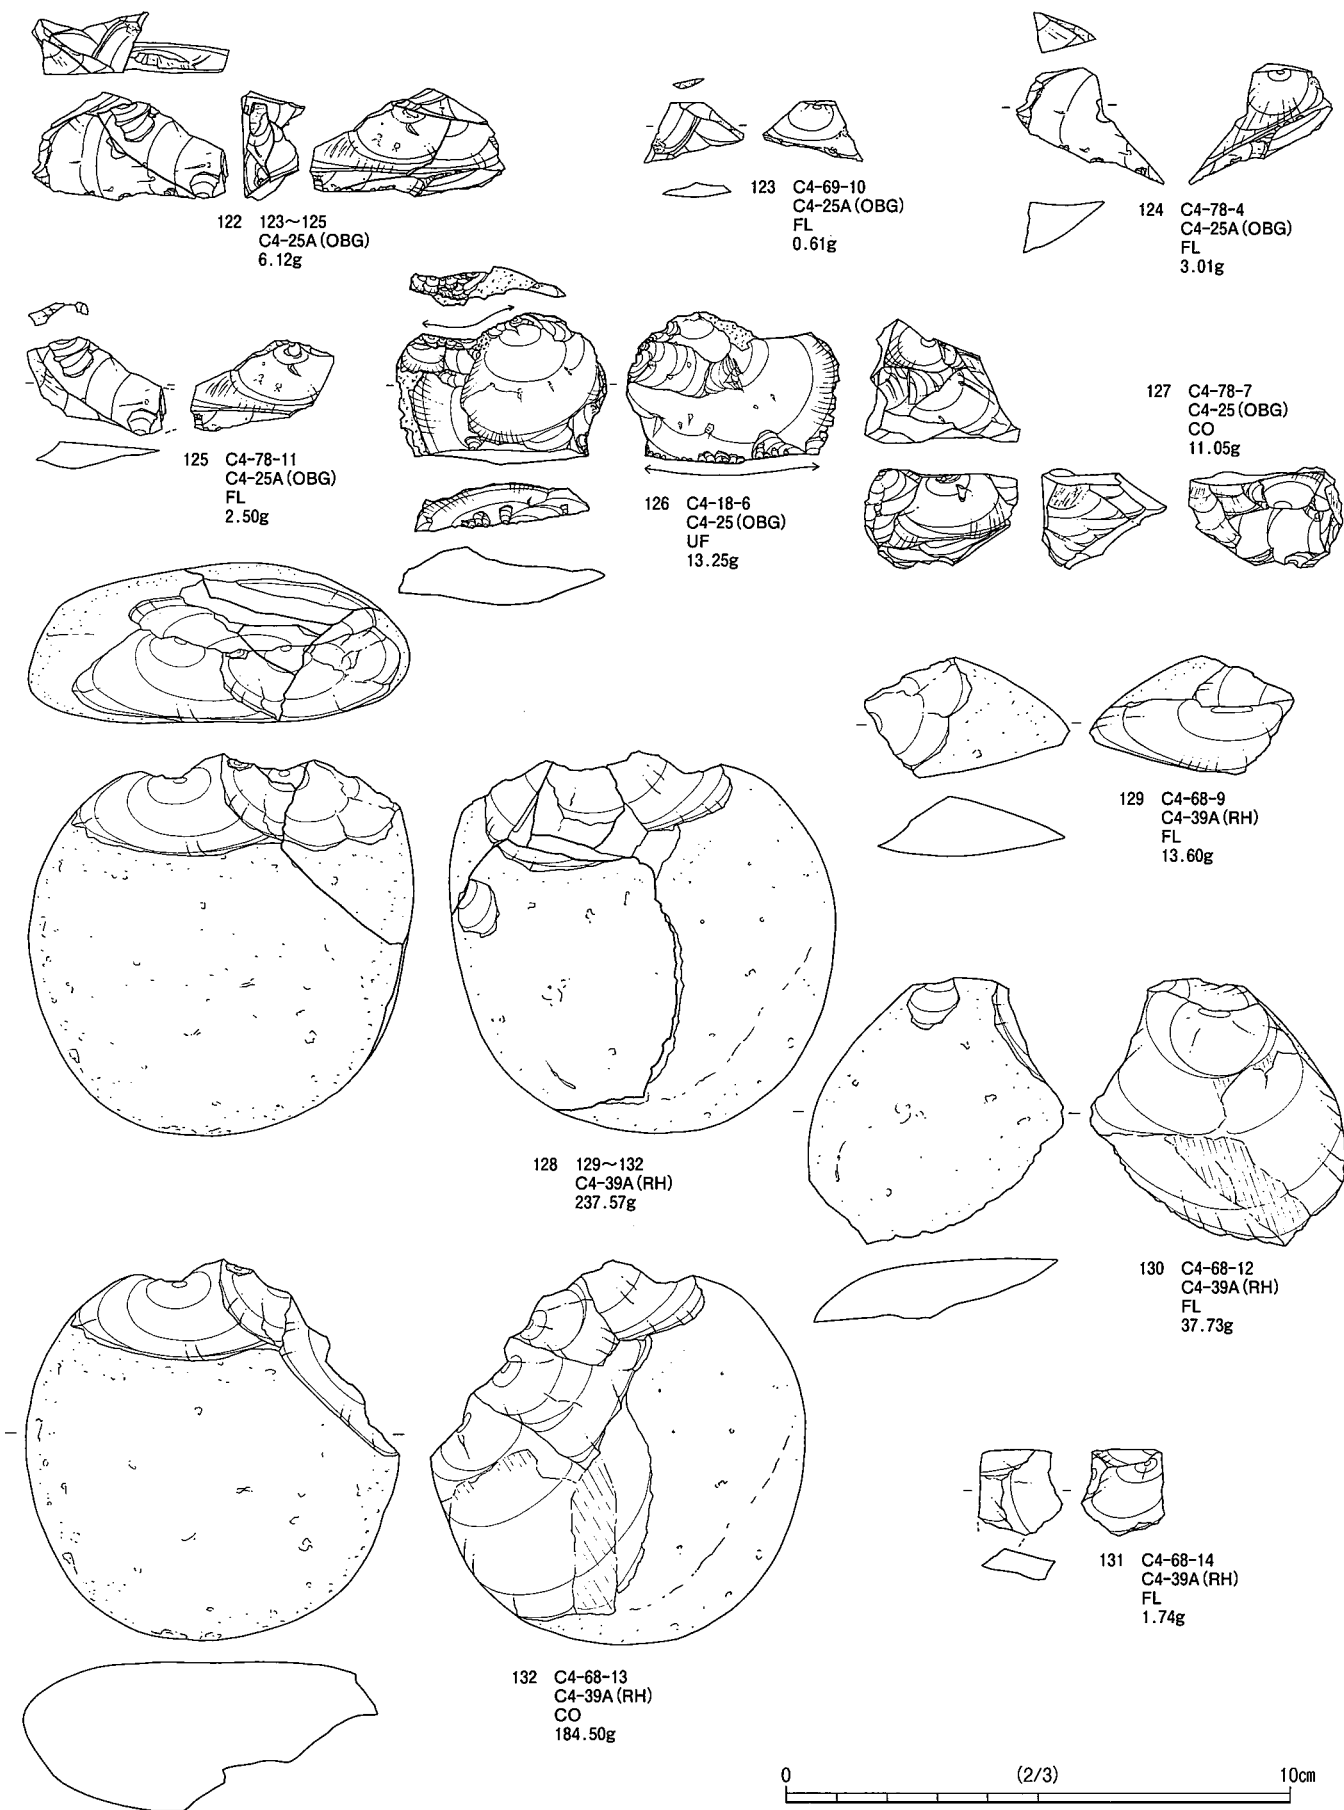 122 123～125
C4-25A(OBG)
6.12g
123 C4-69-10
C4-25A(OBG)
FL
0.61g
124 C4-78-4
C4-25A(OBG)
FL
3.01g
125 C4-78-11
C4-25A(OBG)
FL
2.50g
126 C4-18-6
C4-25(OBG)
UF
13.25g
127 C4-78-7
C4-25(OBG)
CO
11.05g
128 129～132
C4-39A(RH)
237.57g
129 C4-68-9
C4-39A(RH)
FL
13.60g
130 C4-68-12
C4-39A(RH)
FL
37.73g
131 C4-68-14
C4-39A(RH)
FL
1.74g
132 C4-68-13
C4-39A(RH)
CO
184.50g
0 (2/3) 10cm